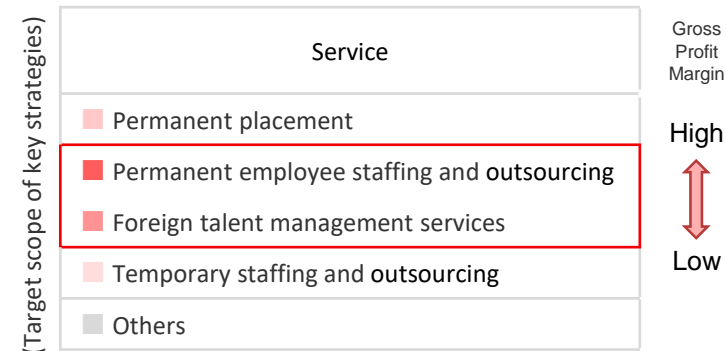 (Target scope of key strategies)
Service
Gross
Profit
Margin
Permanent placement
High
Permanent employee staffing and outsourcing
Foreign talent management services
Temporary staffing and outsourcing
Low
Others